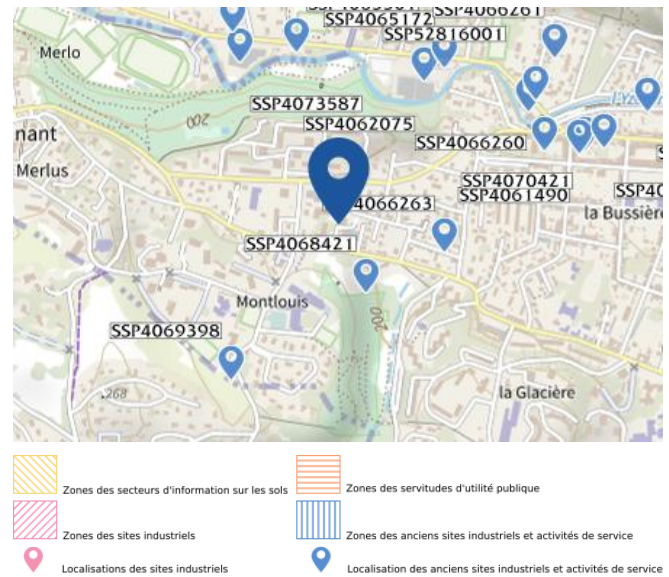 SSP4066261
SSP4065172
SSP52816001
Merlo
200
SSP4073587
SSP4062075
nant
SSP4066260
Merlus
SSP4070421
4066263
SSP4061490
la Bussière
SSP4068421
Montlouis
200
SSP4069398
268
la Glacière
Zones des secteurs d'information sur les sols
Zones des servitudes d'utilité publique
Zones des sites industriels
Zones des anciens sites industriels et activités de service
Localisations des sites industriels
Localisation des anciens sites industriels et activités de service